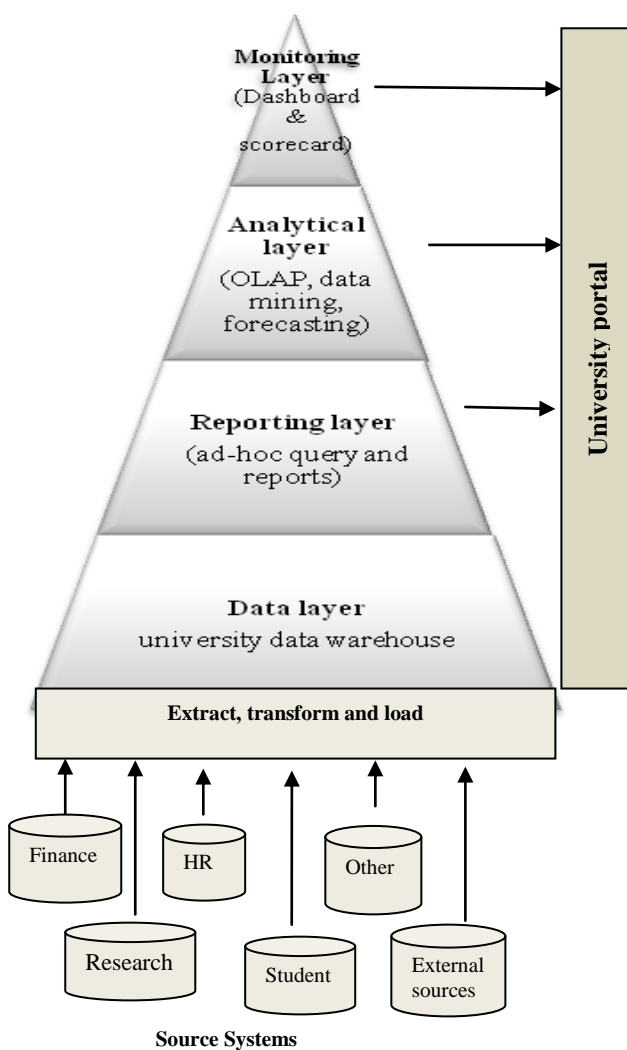 Monitoring
Layer
(Dashboard
&
scorecard)
Analytical
layer
(OLAP, data
mining,
forecasting)
Reporting layer
(ad-hoc query and
reports)
Data layer
university data warehouse
University portal
Extract, transform and load
Finance
HR
Other
Research
Student
External
sources
Source Systems